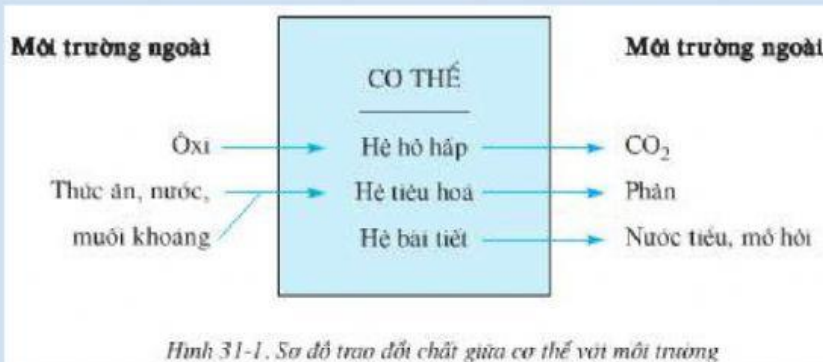 Môi trường ngoài
Môi trường ngoài
CƠ THỂ
Ôxi
Hệ hô hấp
CO₂
Thức ăn, nước,
Hệ tiêu hoá
Phân
muối khoáng
Hệ bài tiết
Nước tiểu, mồ hôi
Hình 31-1. Sơ đồ trao đổi chất giữa cơ thể với môi trường